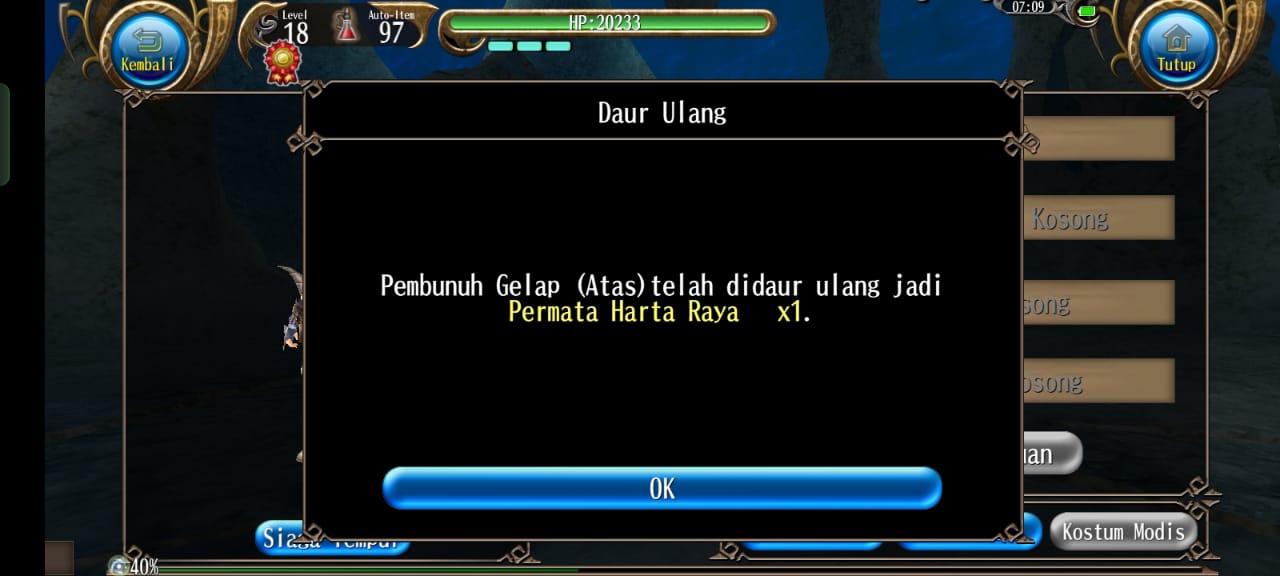 Level
18
Auto-Item
97
HP:20233
07:09
Kembali
Tutup
Daur Ulang
Kosong
Pembunuh Gelap (Atas)telah didaur ulang jadi
Permata Harta Raya x1.
OK
Kostum Modis
40%